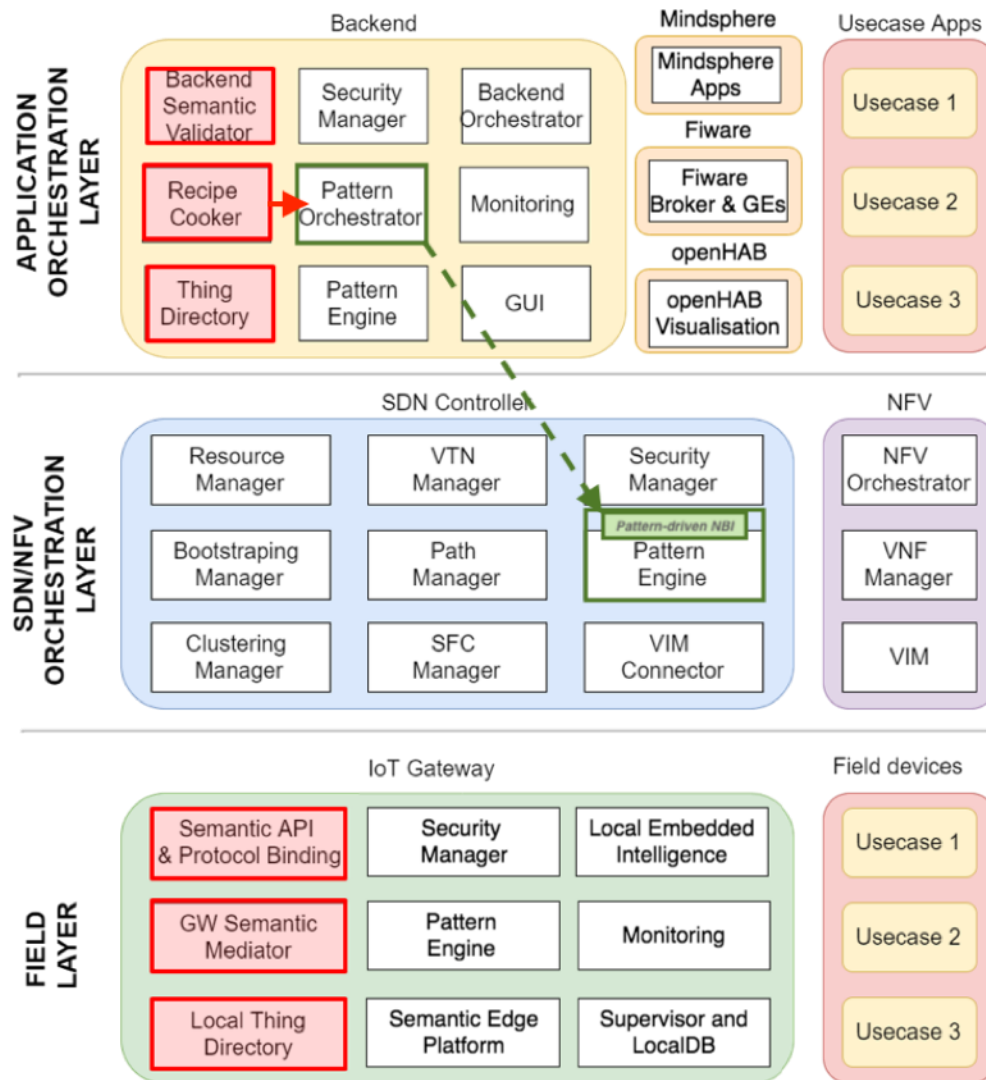 Backend
Mindsphere
Usecase Apps
APPLICATION
ORCHESTRATION
LAYER
Backend
Semantic
Validator
Security
Manager
Backend
Orchestrator
Mindsphere
Apps
Usecase 1
Fiware
Recipe
Cooker
Pattern
Orchestrator
Monitoring
Fiware
Broker & GEs
Usecase 2
openHAB
Thing
Directory
Pattern
Engine
GUI
openHAB
Visualisation
Usecase 3
SDN Controller
NFV
SDN/NFV
ORCHESTRATION
LAYER
Resource
Manager
VTN
Manager
Security
Manager
NFV
Orchestrator
Pattern-driven NBI
Bootstraping
Manager
Path
Manager
Pattern
Engine
VNF
Manager
Clustering
Manager
SFC
Manager
VIM
Connector
VIM
IoT Gateway
Field devices
FIELD
LAYER
Semantic API
& Protocol Binding
Security
Manager
Local Embedded
Intelligence
Usecase 1
GW Semantic
Mediator
Pattern
Engine
Monitoring
Usecase 2
Local Thing
Directory
Semantic Edge
Platform
Supervisor and
LocalDB
Usecase 3